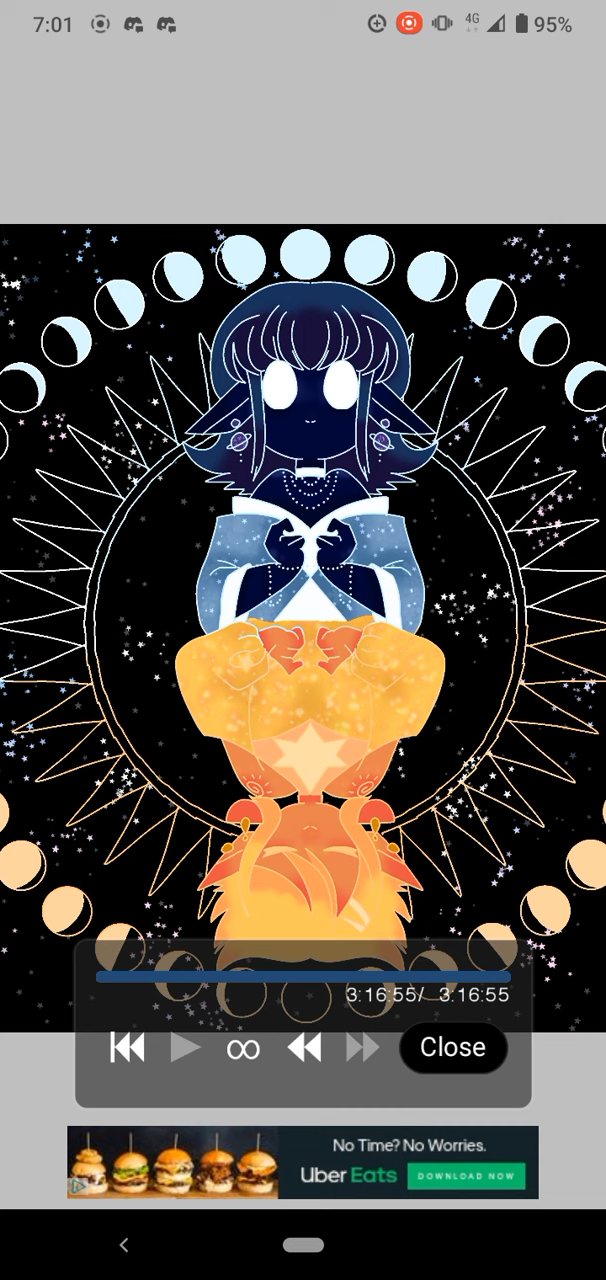 7:01
4G
95%
3:16:55/ 3:16:55
Close
No Time? No Worries.
Uber Eats
DOWNLOAD NOW